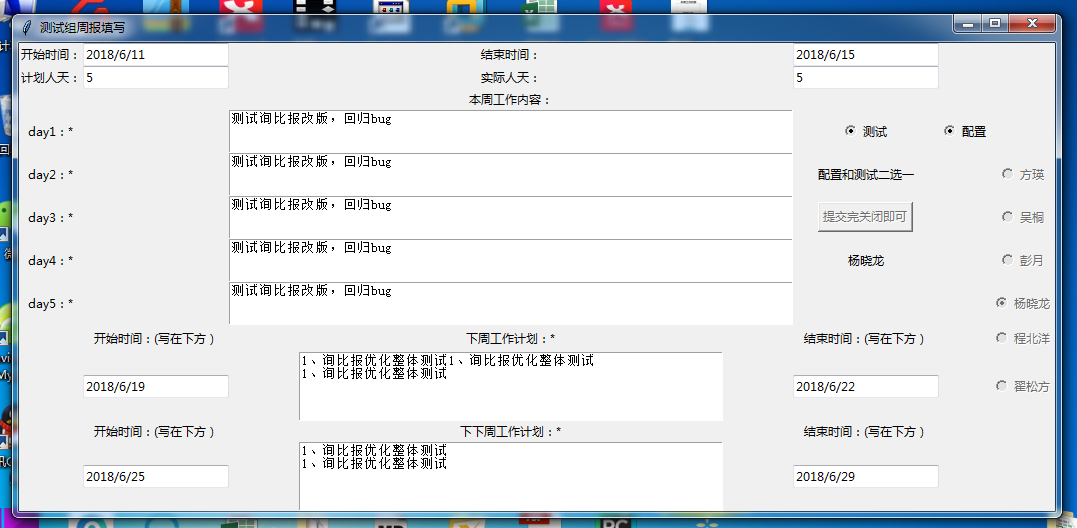 测试组周报填写
开始时间： 2018/6/11 结束时间： 2018/6/15
计划人天： 5 实际人天： 5
本周工作内容：
day1：* 测试询比报改版，回归bug 测试 配置
day2：* 测试询比报改版，回归bug 配置和测试二选一 方瑛
day3：* 测试询比报改版，回归bug 提交完关闭即可 吴桐
day4：* 测试询比报改版，回归bug 杨晓龙 彭月
day5：* 测试询比报改版，回归bug 杨晓龙
开始时间：(写在下方） 下周工作计划：* 结束时间：(写在下方） 程北洋
1、询比报优化整体测试1、询比报优化整体测试
1、询比报优化整体测试
2018/6/19 2018/6/22 翟松方
开始时间：(写在下方） 下下周工作计划：* 结束时间：(写在下方）
1、询比报优化整体测试
1、询比报优化整体测试
2018/6/25 2018/6/29